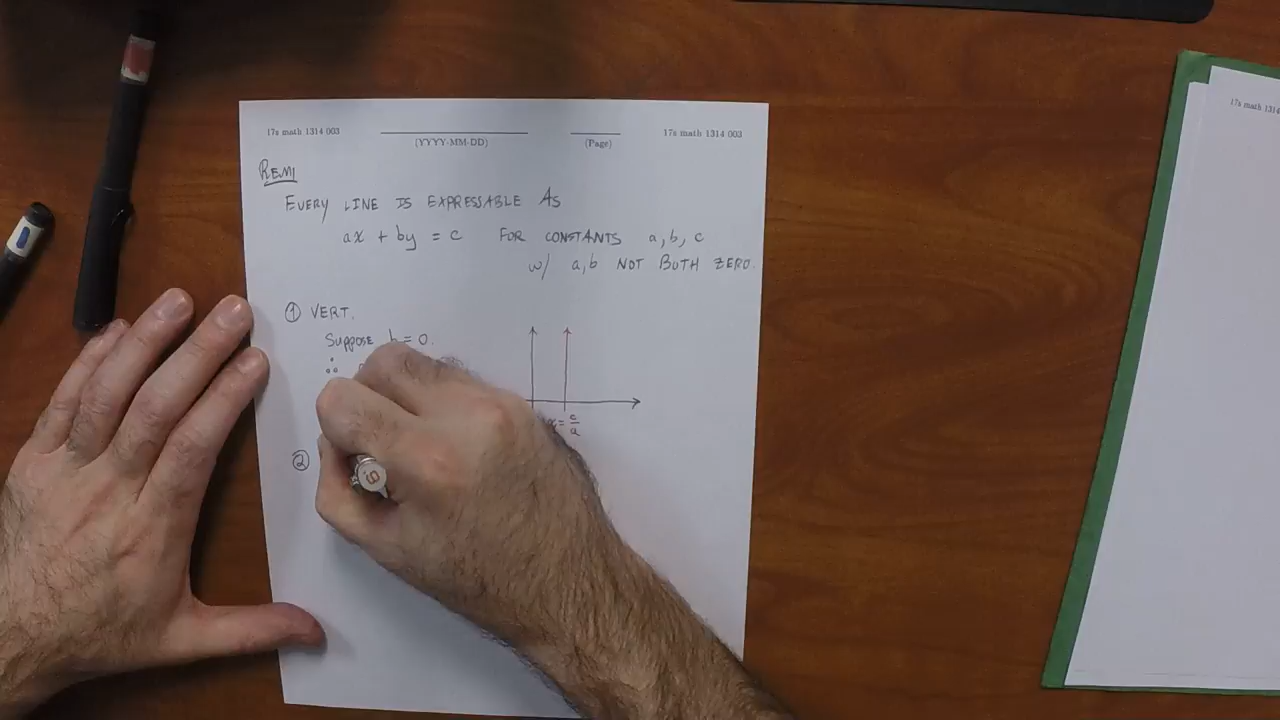 17s math 1314 003 (YYYY-MM-DD) (Page) 17s math 1314 003
REM
EVERY LINE IS EXPRESSABLE AS
ax + by = c FOR CONSTANTS a, b, c
w/ a,b NOT BOTH ZERO.
① VERT.
SUPPOSE b = 0.
∴
x = c/a
②
17s math 1314